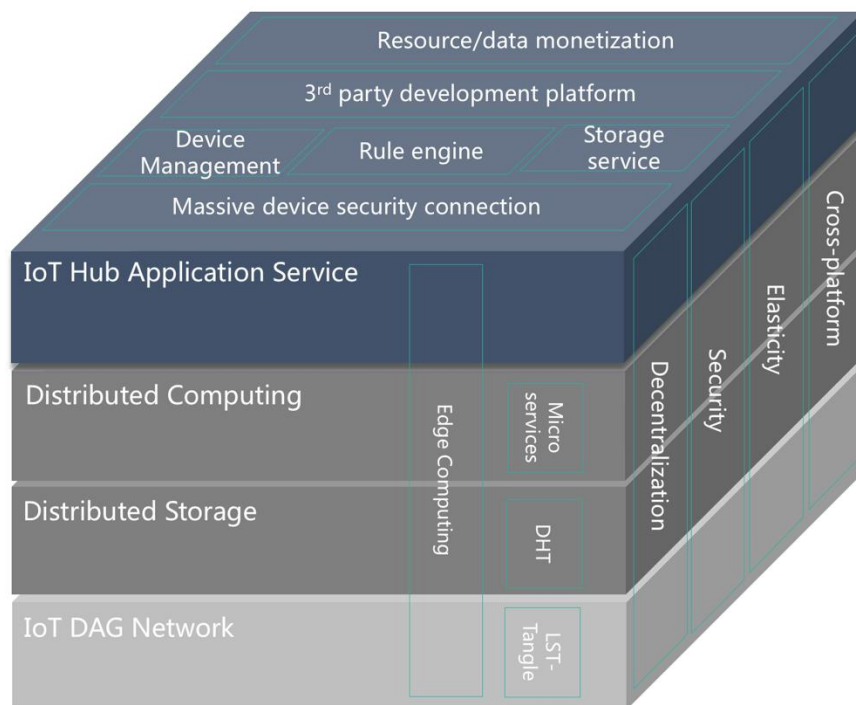 Resource/data monetization
3rd party development platform
Device
Management
Rule engine
Storage
service
Massive device security connection
IoT Hub Application Service
Distributed Computing
Micro
services
Edge Computing
Distributed Storage
DHT
IoT DAG Network
LST-
Tangle
Decentralization
Security
Elasticity
Cross-platform